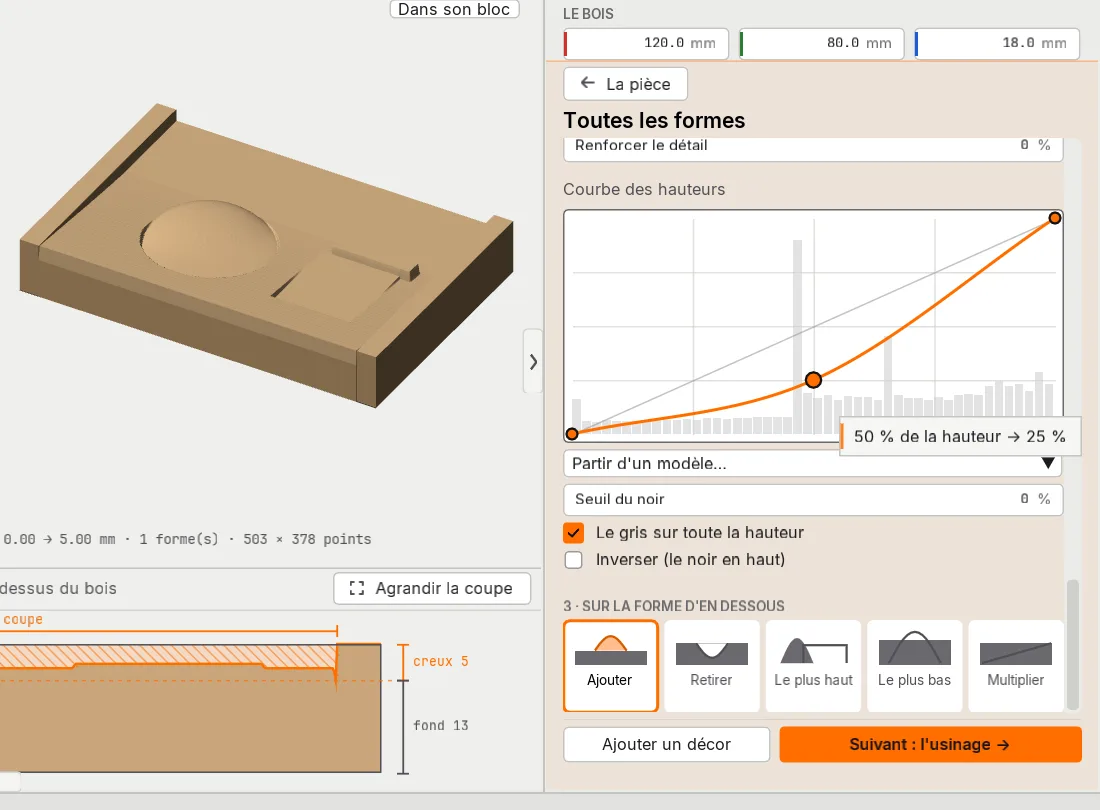 Dans son bloc
LE BOIS
120.0 mm
80.0 mm
18.0 mm
← La pièce
Toutes les formes
Renforcer le détail 0 %
Courbe des hauteurs
50 % de la hauteur → 25 %
Partir d'un modèle...
Seuil du noir 0 %
Le gris sur toute la hauteur
Inverser (le noir en haut)
3 · SUR LA FORME D'EN DESSOUS
Ajouter
Retirer
Le plus haut
Le plus bas
Multiplier
Ajouter un décor
Suivant : l'usinage →
0.00 → 5.00 mm · 1 forme(s) · 503 × 378 points
dessus du bois
Agrandir la coupe
coupe
creux 5
fond 13